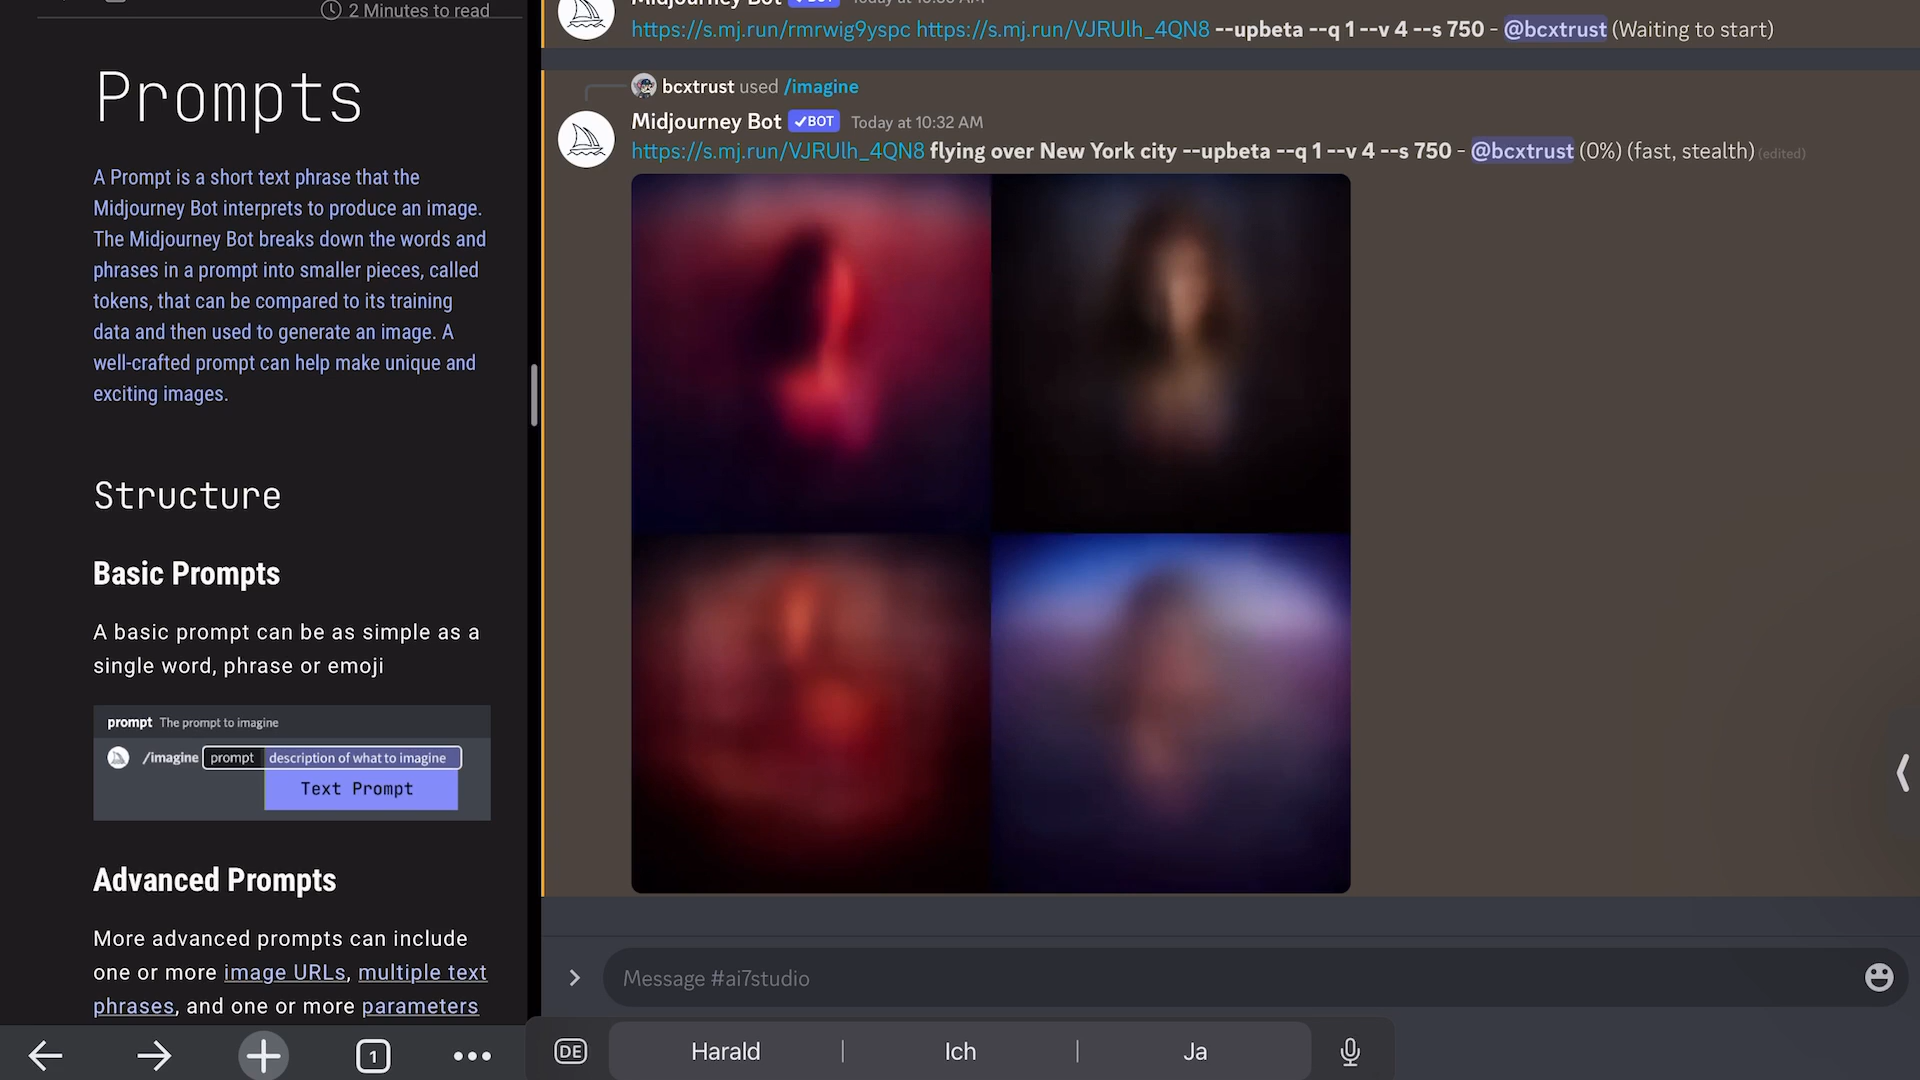 2 Minutes to read
Prompts
A Prompt is a short text phrase that the
Midjourney Bot interprets to produce an image.
The Midjourney Bot breaks down the words and
phrases in a prompt into smaller pieces, called
tokens, that can be compared to its training
data and then used to generate an image. A
well-crafted prompt can help make unique and
exciting images.
Structure
Basic Prompts
A basic prompt can be as simple as a
single word, phrase or emoji
prompt The prompt to imagine
/imagine prompt description of what to imagine
Text Prompt
Advanced Prompts
More advanced prompts can include
one or more image URLs, multiple text
phrases, and one or more parameters
1
Midjourney Bot BOT
https://s.mj.run/rmrwig9yspc https://s.mj.run/VJRUlh_4QN8 --upbeta --q 1 --v 4 --s 750 - @bcxtrust (Waiting to start)
bcxtrust used /imagine
Midjourney Bot BOT Today at 10:32 AM
https://s.mj.run/VJRUlh_4QN8 flying over New York city --upbeta --q 1 --v 4 --s 750 - @bcxtrust (0%) (fast, stealth) (edited)
Message #ai7studio
DE Harald Ich Ja